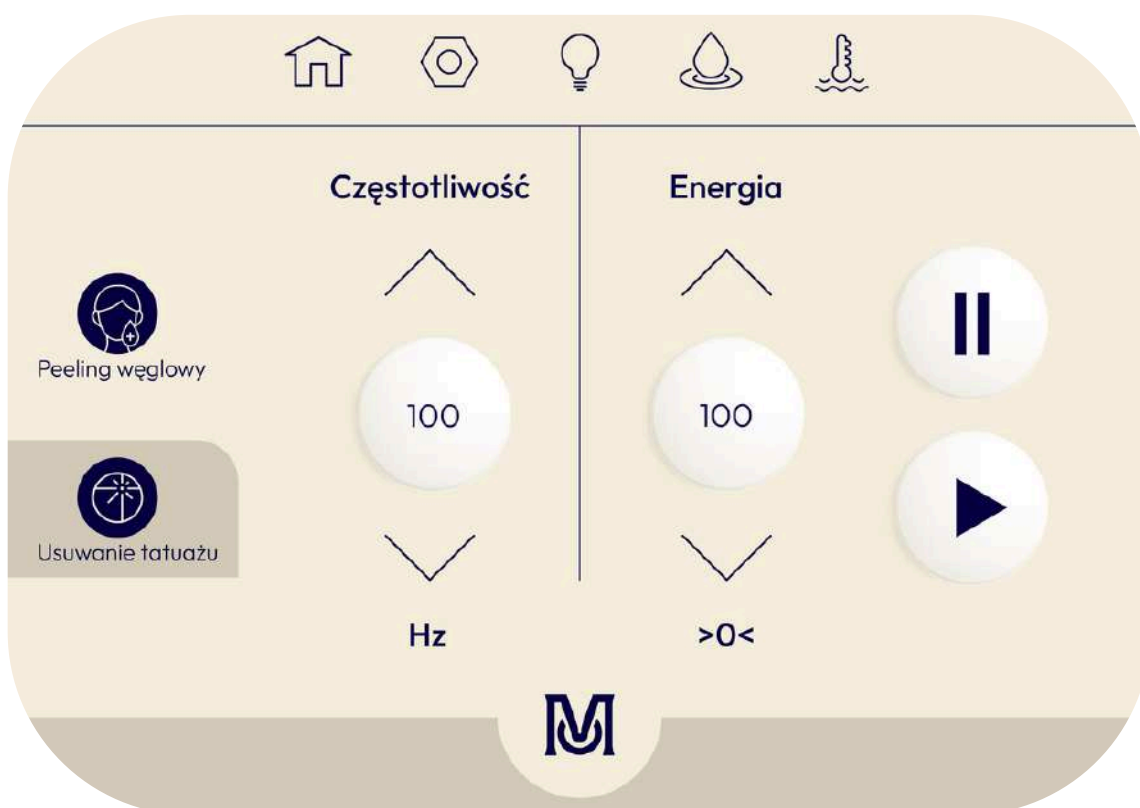 Częstotliwość
Energia
Peeling węglowy
100
100
Usuwanie tatuażu
Hz
>0<